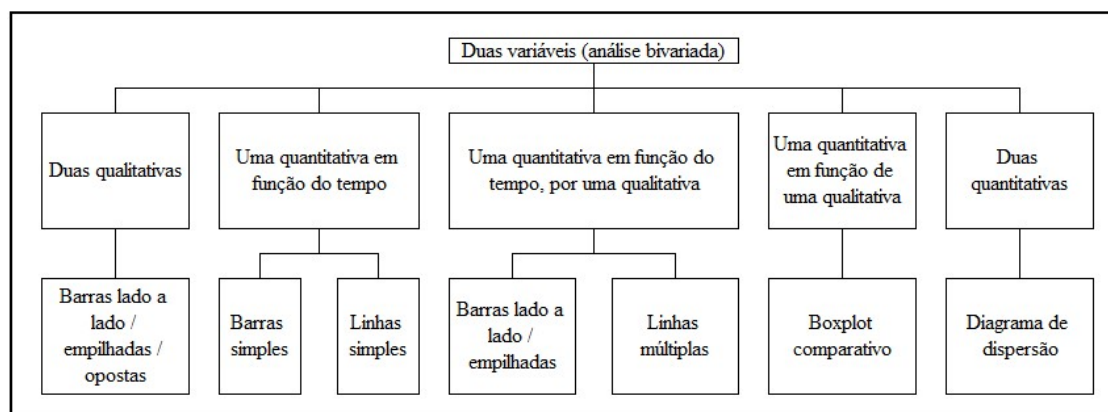 Duas variáveis (análise bivariada)
Duas qualitativas
Uma quantitativa em
função do tempo
Uma quantitativa em função do
tempo, por uma qualitativa
Uma quantitativa
em função de
uma qualitativa
Duas
quantitativas
Barras lado a
lado /
empilhadas /
opostas
Barras
simples
Linhas
simples
Barras lado a
lado /
empilhadas
Linhas
múltiplas
Boxplot
comparativo
Diagrama de
dispersão